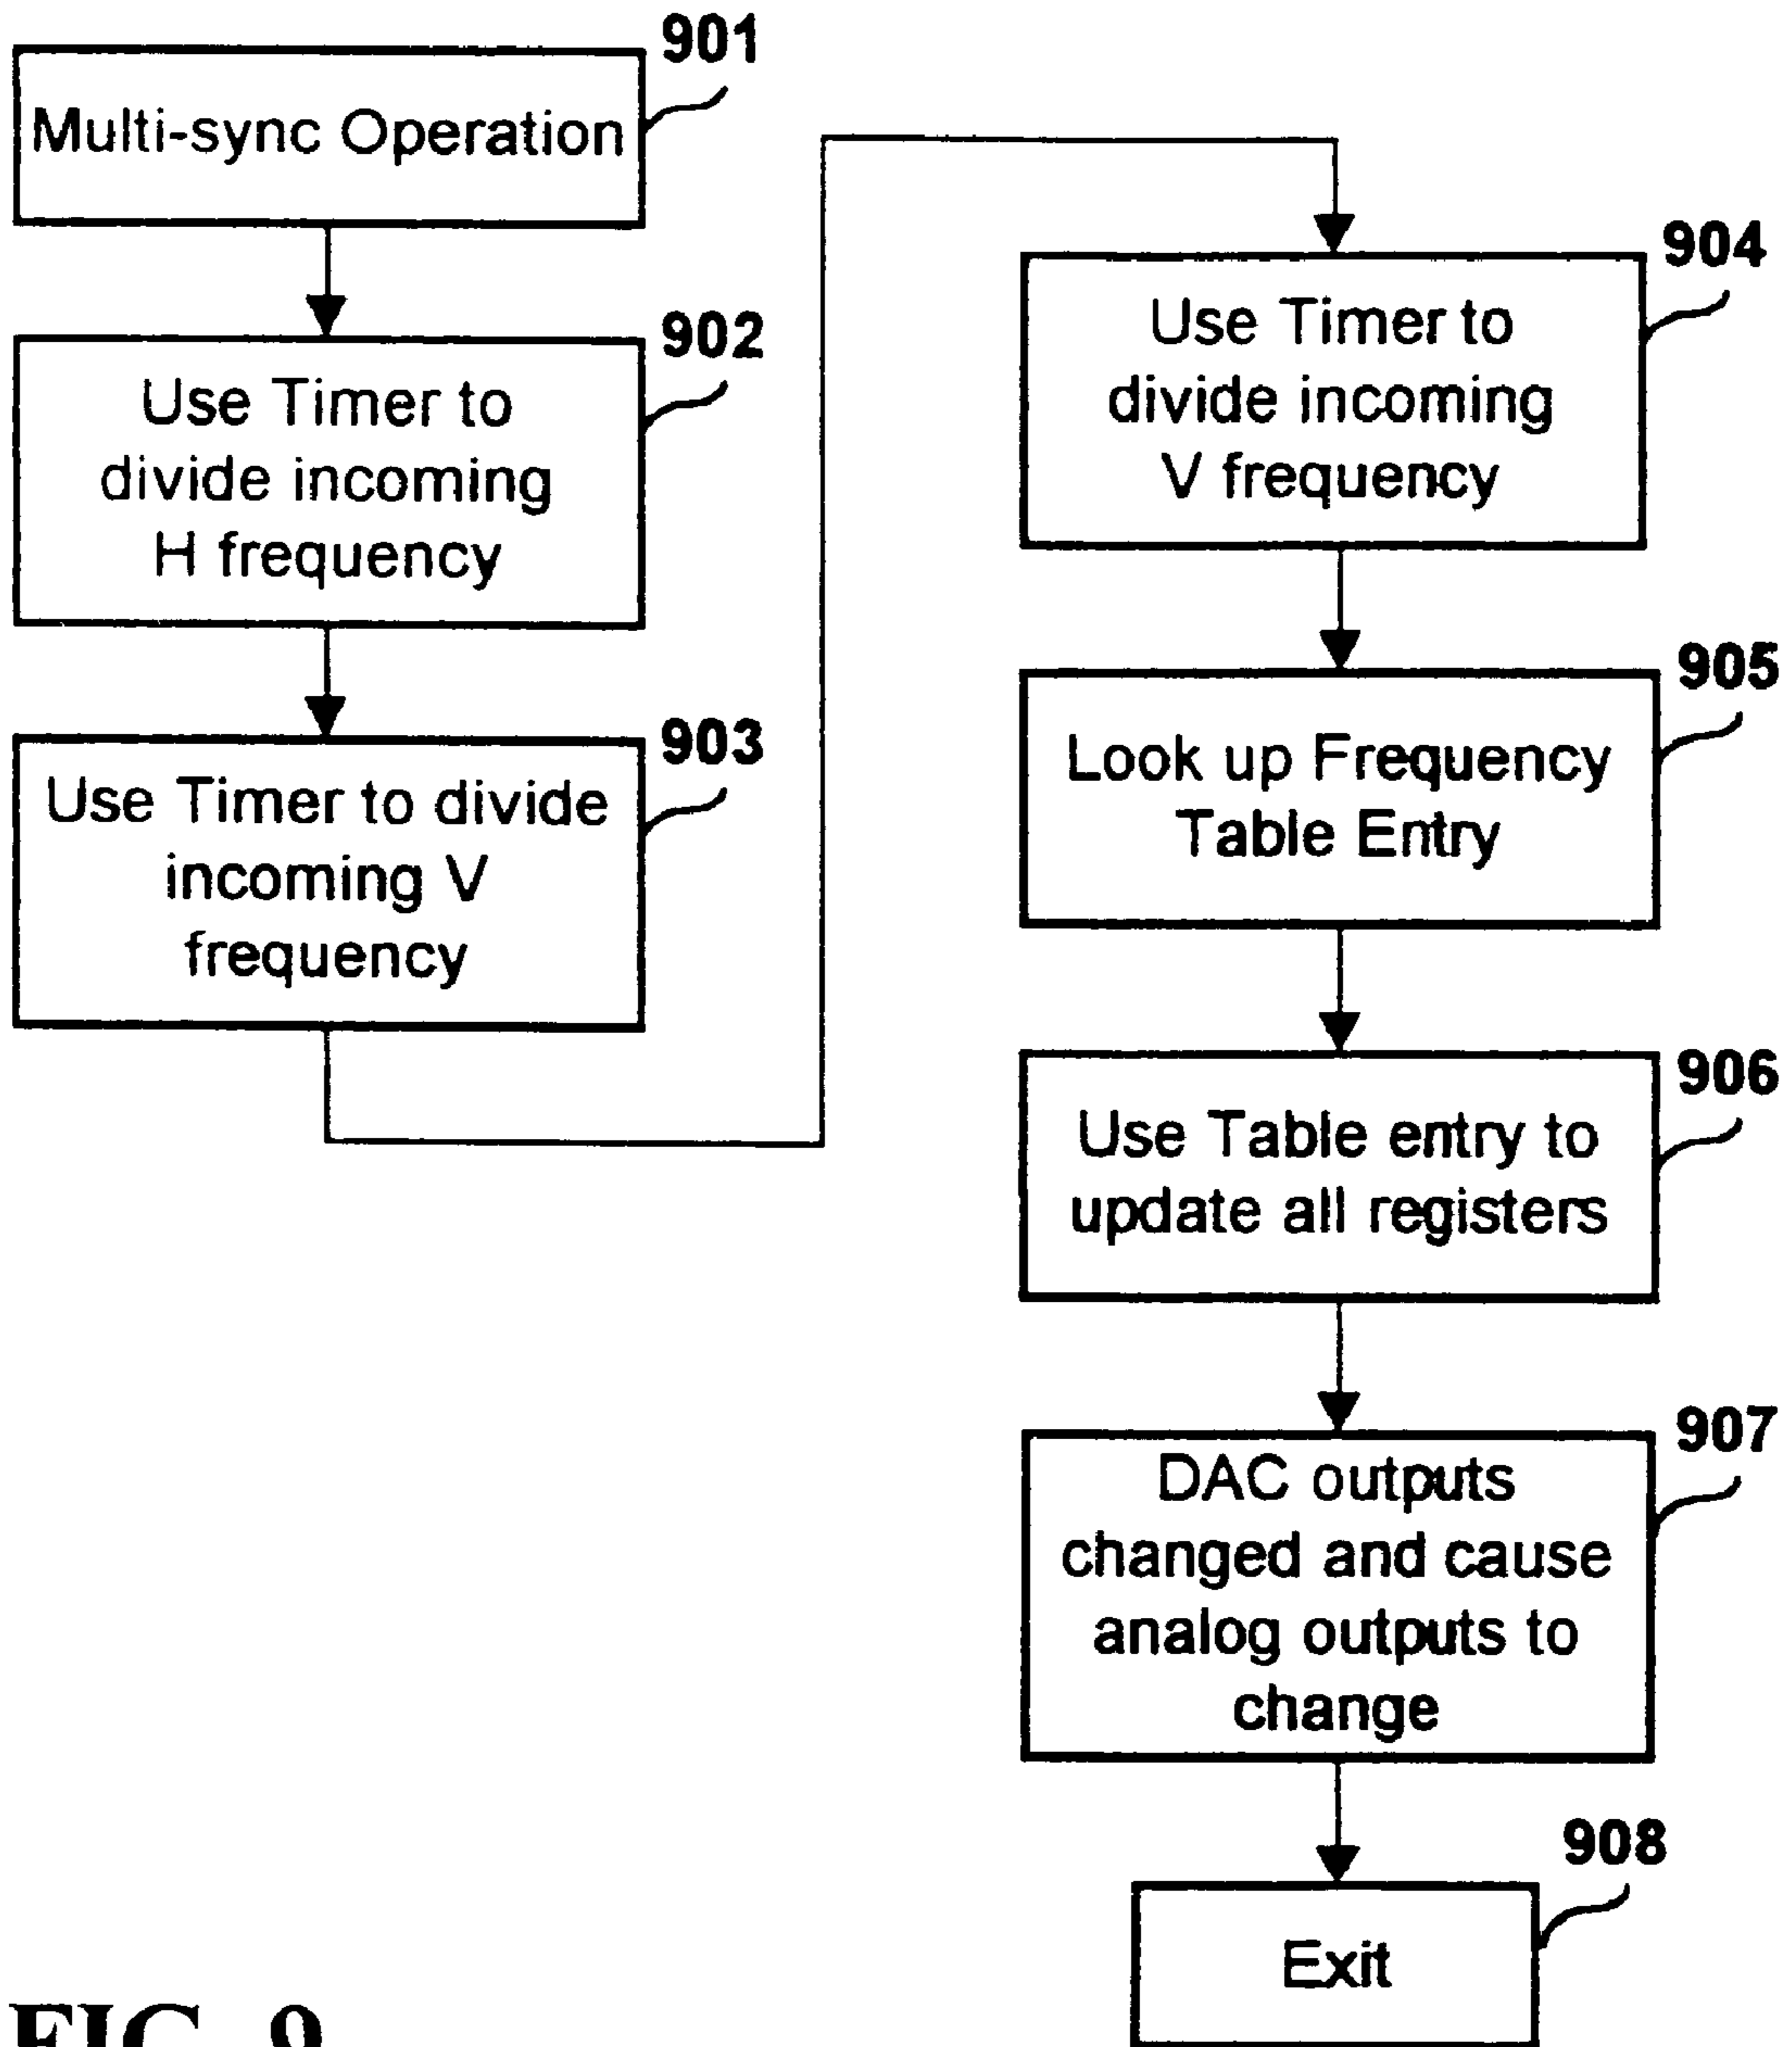 901
Multi-sync Operation
902
Use Timer to
divide incoming
H frequency
903
Use Timer to divide
incoming V
frequency
904
Use Timer to
divide incoming
V frequency
905
Look up Frequency
Table Entry
906
Use Table entry to
update all registers
907
DAC outputs
changed and cause
analog outputs to
change
908
Exit
FIG. 9